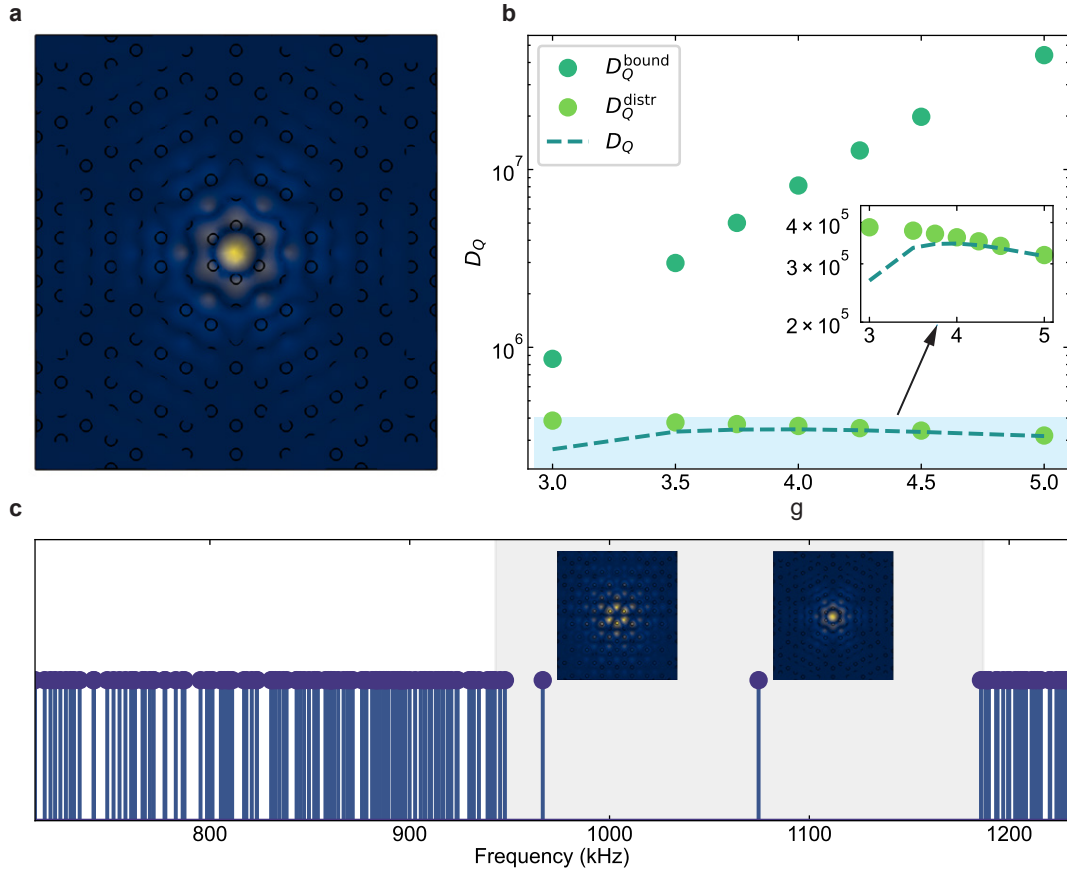 a
b
D_Q^bound
D_Q^distr
D_Q
10^7
10^6
D_Q
4 × 10^5
3 × 10^5
2 × 10^5
3 4 5
3.0 3.5 4.0 4.5 5.0
g
c
800 900 1000 1100 1200
Frequency (kHz)